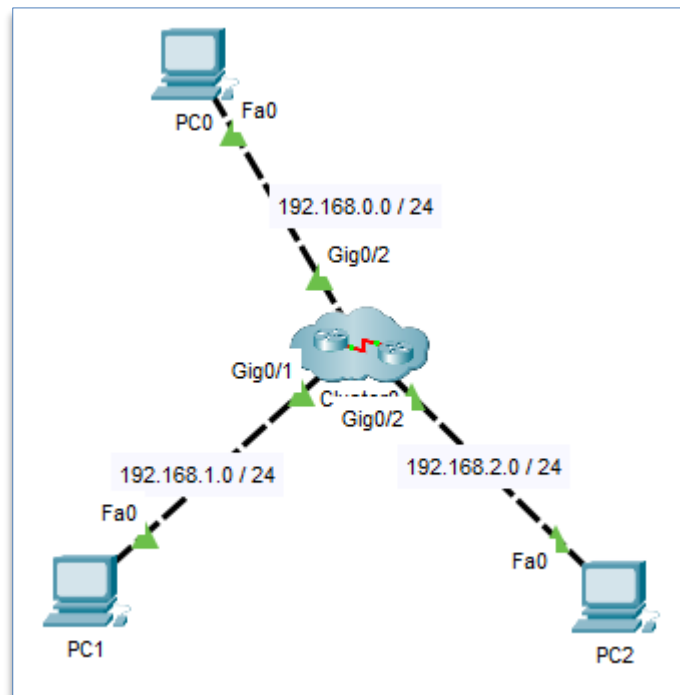 Fa0
PC0
192.168.0.0 / 24
Gig0/2
Gig0/1
Gig0/2
192.168.1.0 / 24
192.168.2.0 / 24
Fa0
Fa0
PC1
PC2